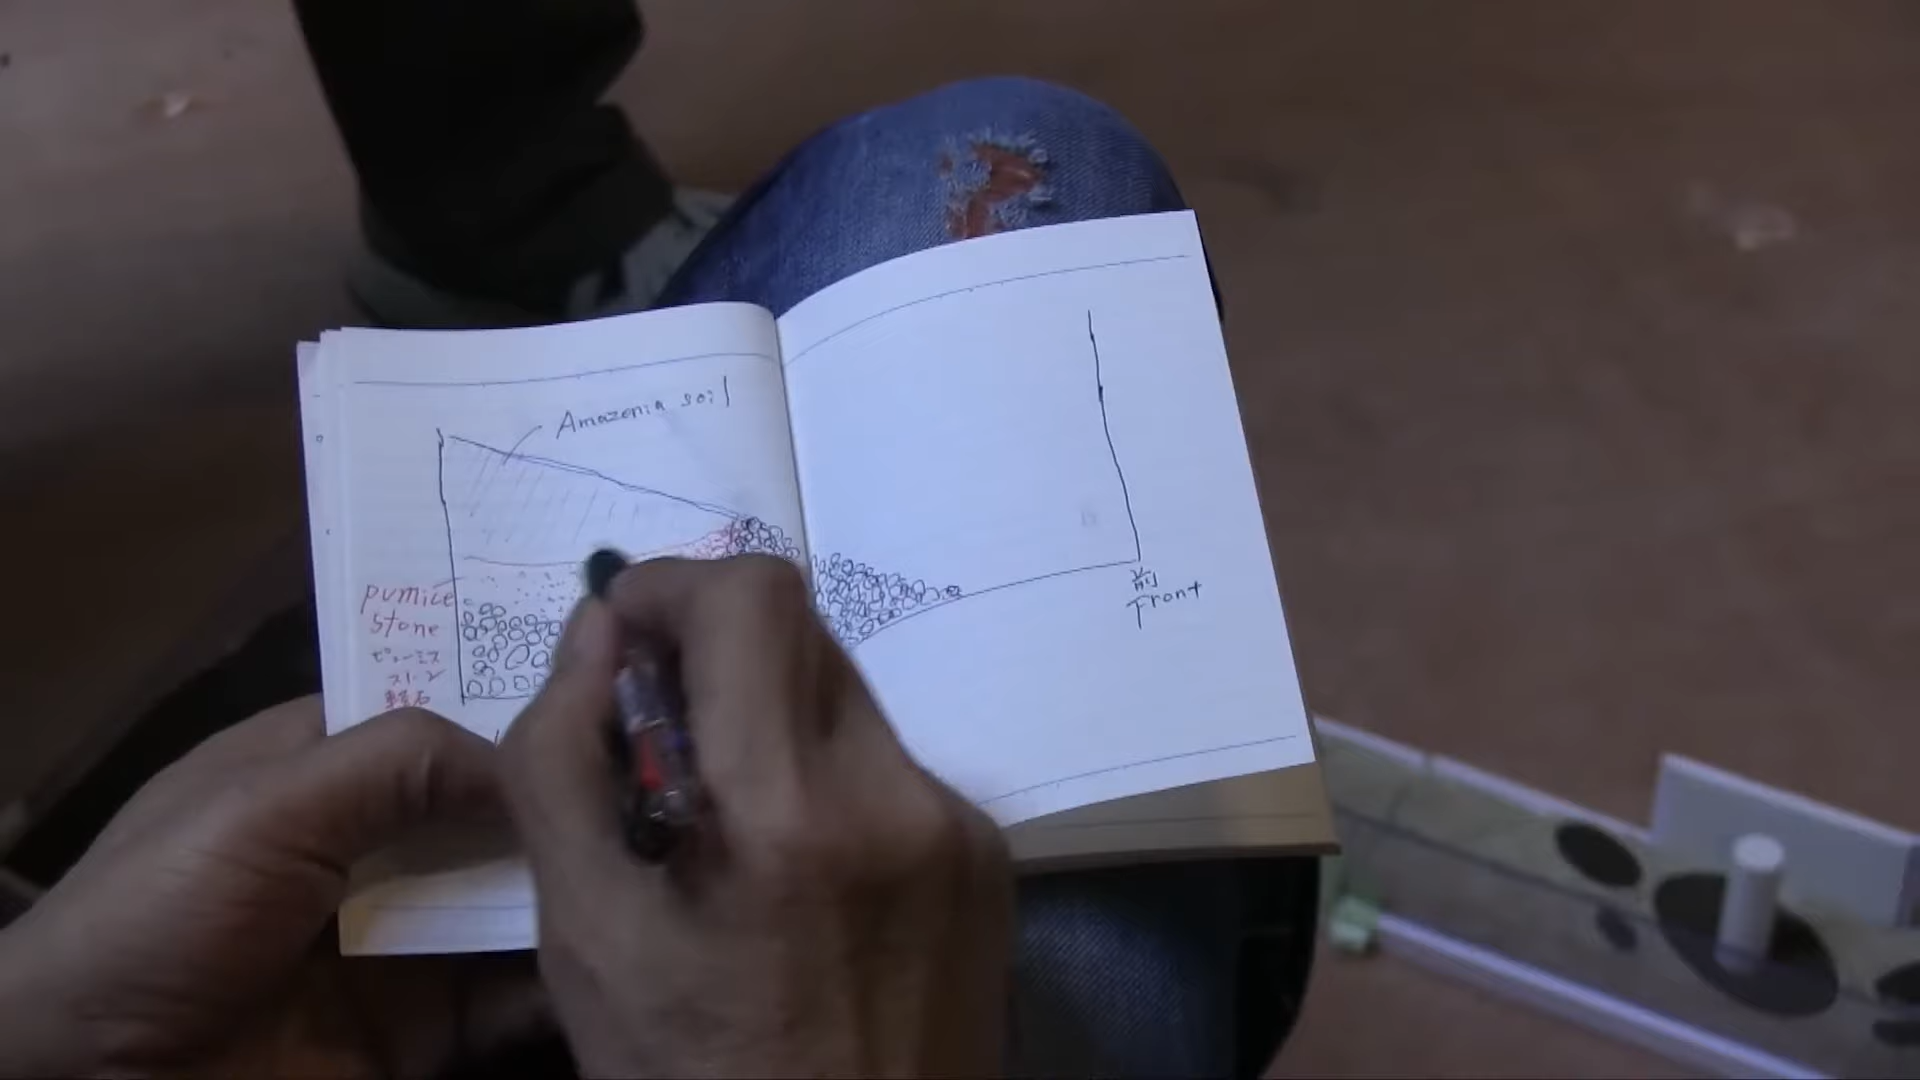 Amazonia soil
pumice
stone
ピューミス
ストーン
軽石
前
Front